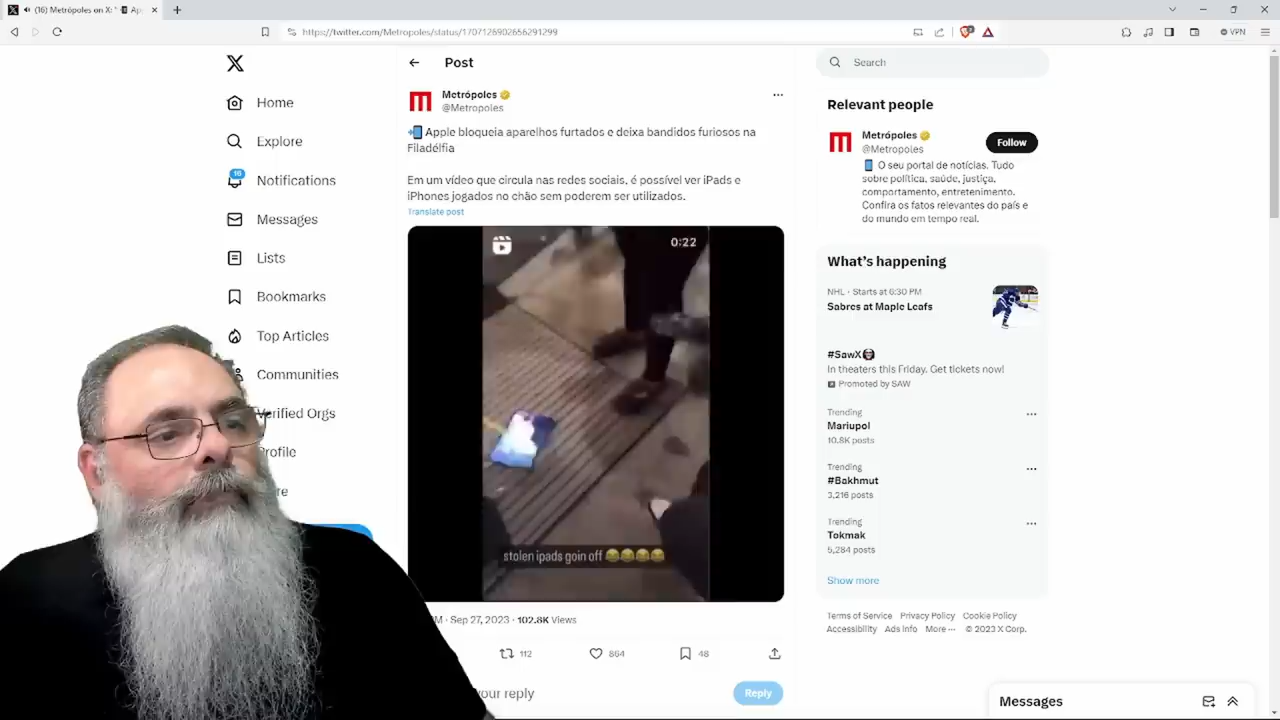 (16) Metrópoles on X: "📲 Ap
https://twitter.com/Metropoles/status/1707126902656291299
VPN
Home
Explore
16
Notifications
Messages
Lists
Bookmarks
Top Articles
Communities
Verified Orgs
Profile
Post
Metrópoles
@Metropoles
📲 Apple bloqueia aparelhos furtados e deixa bandidos furiosos na
Filadélfia
Em um vídeo que circula nas redes sociais, é possível ver iPads e
iPhones jogados no chão sem poderem ser utilizados.
Translate post
0:22
stolen ipads goin off 😂😂😂😂
M · Sep 27, 2023 · 102.8K Views
112
864
48
your reply
Reply
Search
Relevant people
Metrópoles
@Metropoles
Follow
📱 O seu portal de notícias. Tudo
sobre política, saúde, justiça,
comportamento, entretenimento.
Confira os fatos relevantes do país e
do mundo em tempo real.
What's happening
NHL · Starts at 6:30 PM
Sabres at Maple Leafs
#SawX
In theaters this Friday. Get tickets now!
Promoted by SAW
Trending
Mariupol
10.8K posts
Trending
#Bakhmut
3,216 posts
Trending
Tokmak
5,284 posts
Show more
Terms of Service Privacy Policy Cookie Policy
Accessibility Ads info More ··· © 2023 X Corp.
Messages